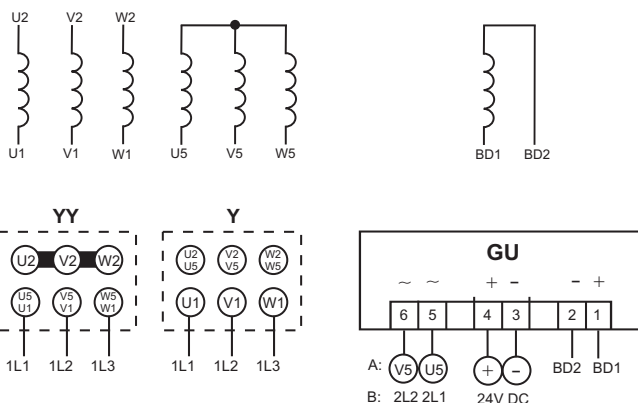 U2 V2 W2
U1 V1 W1 U5 V5 W5 BD1 BD2
YY Y
U2 V2 W2
U2 U5 V2 V5 W2 W5
U5 U1 V5 V1 W5 W1
U1 V1 W1
1L1 1L2 1L3 1L1 1L2 1L3
GU
~ ~ + - - +
6 5 4 3 2 1
A: V5 U5 + - BD2 BD1
B: 2L2 2L1 24V DC